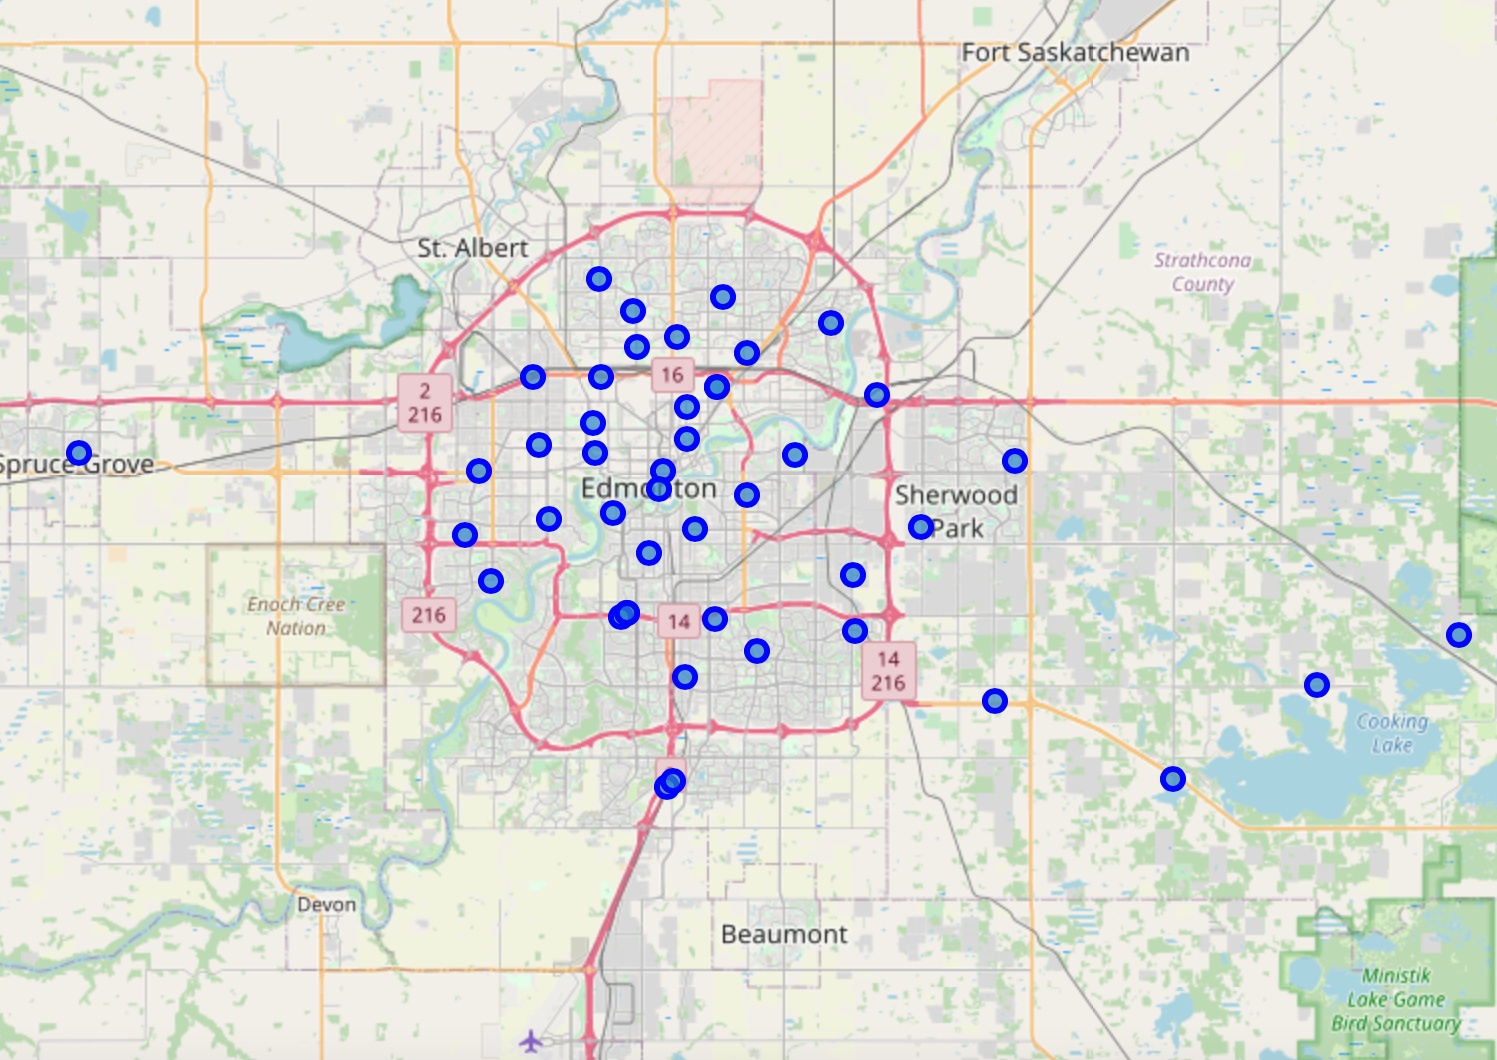 Fort Saskatchewan
St. Albert
Strathcona
County
16
2
216
Spruce Grove
Edmonton
Sherwood
Park
Enoch Cree
Nation
216
14
14
216
Cooking
Lake
Devon
Beaumont
Ministik
Lake Game
Bird Sanctuary